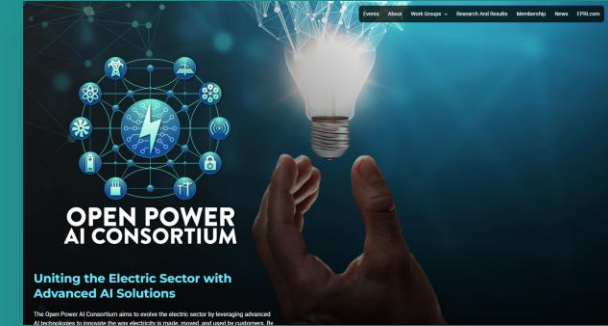 Events About Work Groups Research And Results Membership News EPRI.com
OPEN POWER
AI CONSORTIUM
Uniting the Electric Sector with
Advanced AI Solutions
The Open Power AI Consortium aims to evolve the electric sector by leveraging advanced
AI technologies to innovate the way electricity is made, moved, and used by customers. By